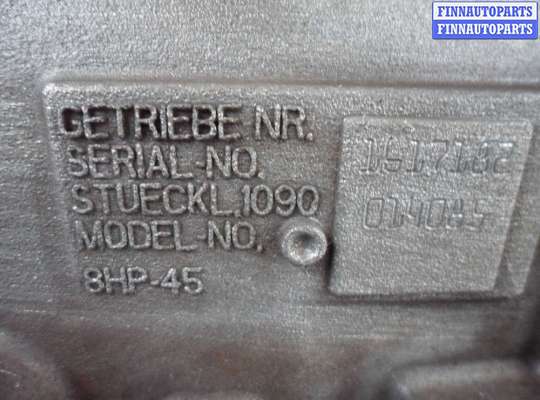 FINNAUTOPARTS
FINNAUTOPARTS
GETRIEBE NR.
SERIAL-NO.
STUECKL.1090
MODEL-NO.
8HP-45